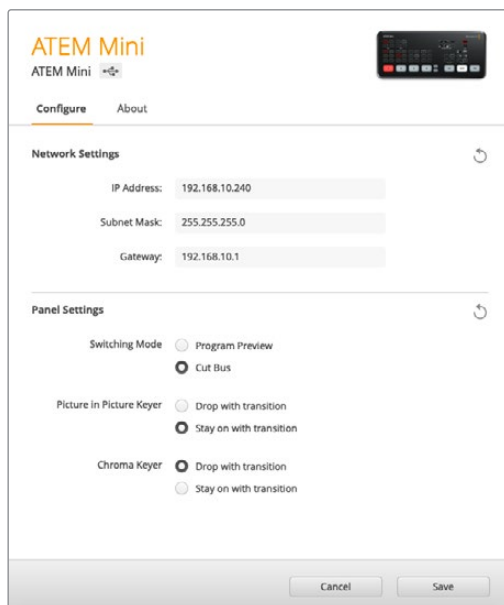 ATEM Mini
ATEM Mini
Configure About
Network Settings
IP Address: 192.168.10.240
Subnet Mask: 255.255.255.0
Gateway: 192.168.10.1
Panel Settings
Switching Mode Program Preview
Cut Bus
Picture in Picture Keyer Drop with transition
Stay on with transition
Chroma Keyer Drop with transition
Stay on with transition
Cancel Save